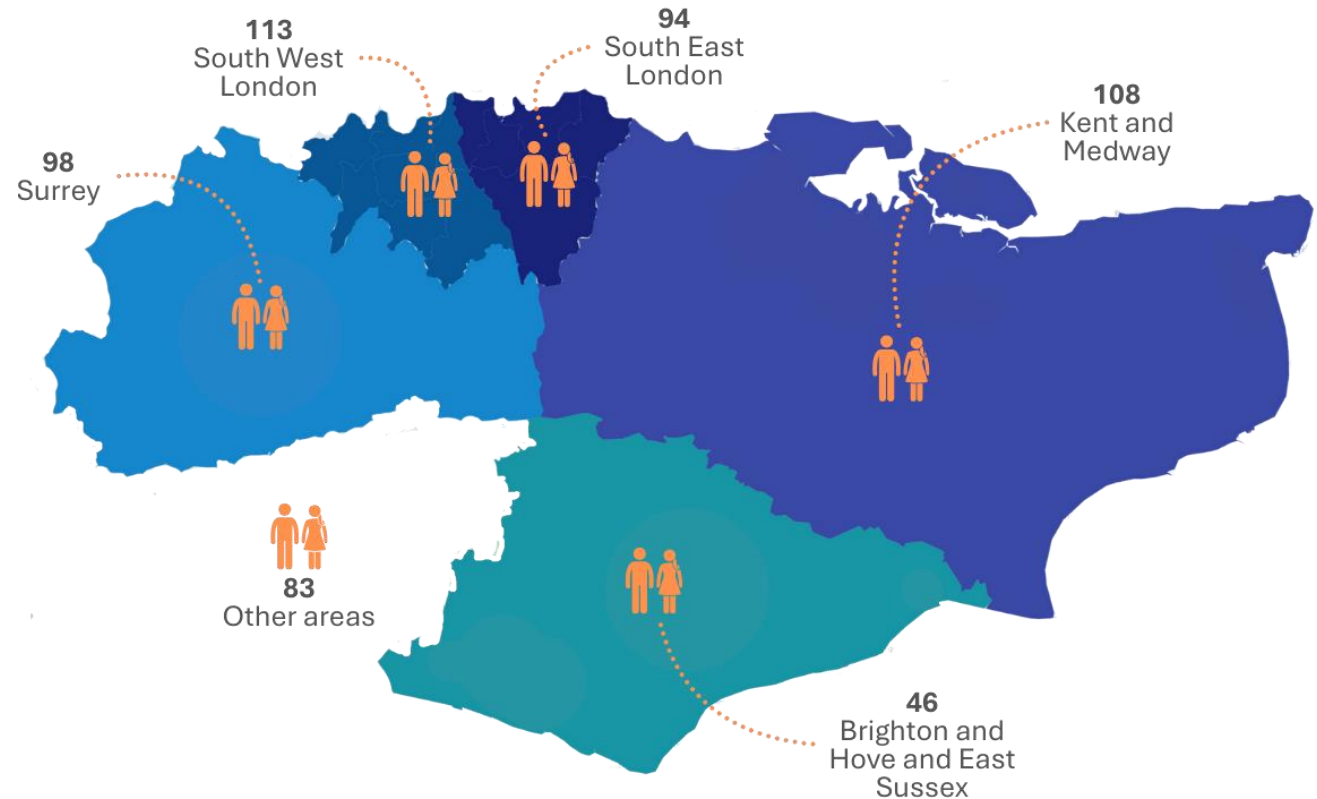 113
South West
London
94
South East
London
108
Kent and
Medway
98
Surrey
83
Other areas
46
Brighton and
Hove and East
Sussex